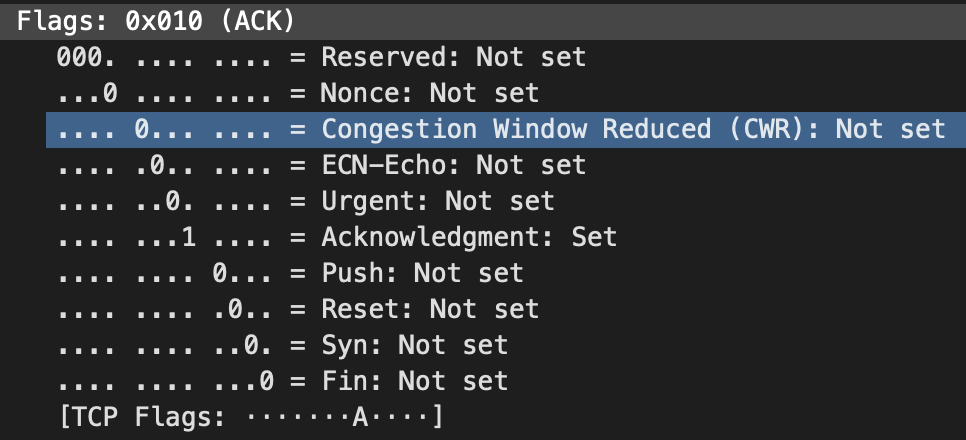 Flags: 0x010 (ACK)
000. .... .... = Reserved: Not set
...0 .... .... = Nonce: Not set
.... 0... .... = Congestion Window Reduced (CWR): Not set
.... .0.. .... = ECN-Echo: Not set
.... ..0. .... = Urgent: Not set
.... ...1 .... = Acknowledgment: Set
.... .... 0... = Push: Not set
.... .... .0.. = Reset: Not set
.... .... ..0. = Syn: Not set
.... .... ...0 = Fin: Not set
[TCP Flags: ·······A····]